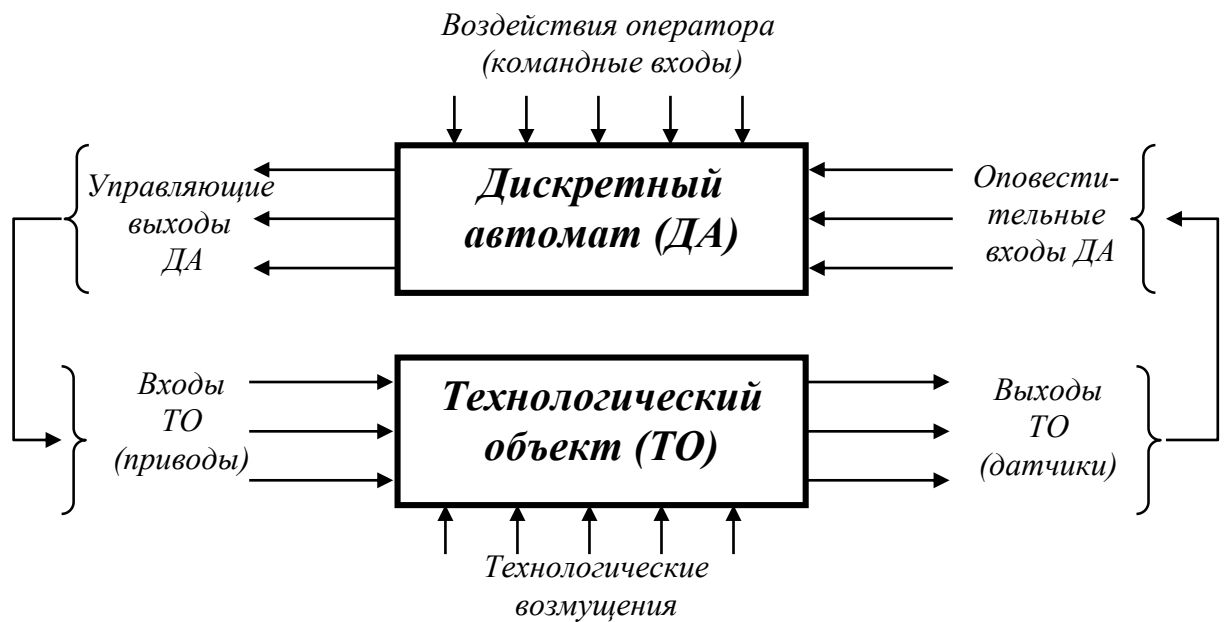 Воздействия оператора
(командные входы)
Управляющие
выходы
ДА
Дискретный
автомат (ДА)
Оповести-
тельные
входы ДА
Входы
ТО
(приводы)
Технологический
объект (ТО)
Выходы
ТО
(датчики)
Технологические
возмущения